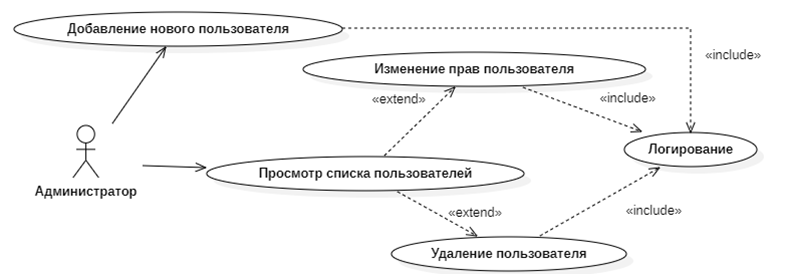 Добавление нового пользователя
«include»
Изменение прав пользователя
«extend»
«include»
Логирование
Администратор
Просмотр списка пользователей
«extend»
«include»
Удаление пользователя